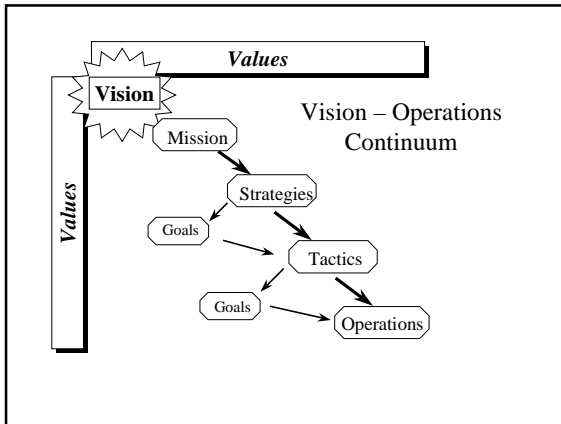 Values
Vision
Vision – Operations
Continuum
Mission
Strategies
Values
Goals
Tactics
Goals
Operations